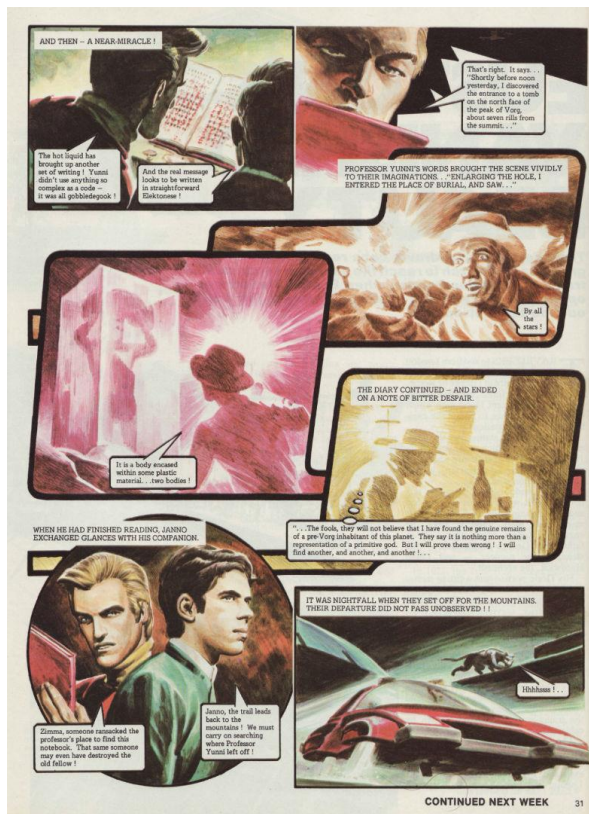 AND THEN – A NEAR-MIRACLE !
The hot liquid has
brought up another
set of writing ! Yunni
didn't use anything so
complex as a code –
it was all gobbledegook !
And the real message
looks to be written
in straightforward
Elektonese !
That's right. It says. . .
"Shortly before noon
yesterday, I discovered
the entrance to a tomb
on the north face of
the peak of Vorg,
about seven rills from
the summit. . ."
PROFESSOR YUNNI'S WORDS BROUGHT THE SCENE VIVIDLY
TO THEIR IMAGINATIONS. . ."ENLARGING THE HOLE, I
ENTERED THE PLACE OF BURIAL, AND SAW. . ."
By all
the
stars !
It is a body encased
within some plastic
material. . .two bodies !
THE DIARY CONTINUED – AND ENDED
ON A NOTE OF BITTER DESPAIR.
". . .The fools, they will not believe that I have found the genuine remains
of a pre-Vorg inhabitant of this planet. They say it is nothing more than a
representation of a primitive god. But I will prove them wrong ! I will
find another, and another, and another !. . .
WHEN HE HAD FINISHED READING, JANNO
EXCHANGED GLANCES WITH HIS COMPANION.
Zimma, someone ransacked the
professor's place to find this
notebook. That same someone
may even have destroyed the
old fellow !
Janno, the trail leads
back to the
mountains ! We must
carry on searching
where Professor
Yunni left off !
IT WAS NIGHTFALL WHEN THEY SET OFF FOR THE MOUNTAINS.
THEIR DEPARTURE DID NOT PASS UNOBSERVED ! !
Hhhhssss ! . .
CONTINUED NEXT WEEK
31